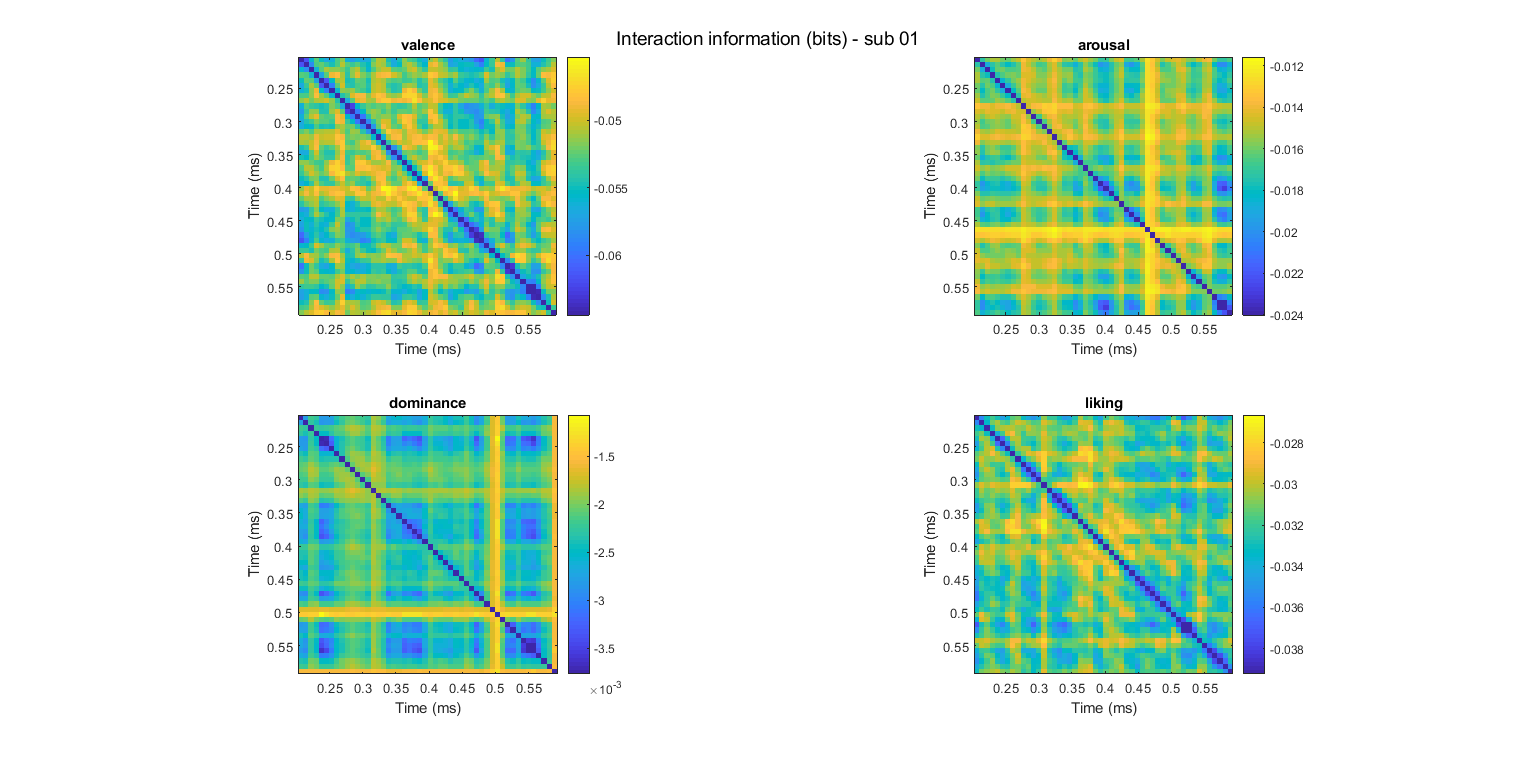 Interaction information (bits) - sub 01
valence
Time (ms)
0.25
0.3
0.35
0.4
0.45
0.5
0.55
0.25 0.3 0.35 0.4 0.45 0.5 0.55
Time (ms)
-0.05
-0.055
-0.06
arousal
Time (ms)
0.25
0.3
0.35
0.4
0.45
0.5
0.55
0.25 0.3 0.35 0.4 0.45 0.5 0.55
Time (ms)
-0.012
-0.014
-0.016
-0.018
-0.02
-0.022
-0.024
dominance
Time (ms)
0.25
0.3
0.35
0.4
0.45
0.5
0.55
0.25 0.3 0.35 0.4 0.45 0.5 0.55
Time (ms)
-1.5
-2
-2.5
-3
-3.5
×10-3
liking
Time (ms)
0.25
0.3
0.35
0.4
0.45
0.5
0.55
0.25 0.3 0.35 0.4 0.45 0.5 0.55
Time (ms)
-0.028
-0.03
-0.032
-0.034
-0.036
-0.038